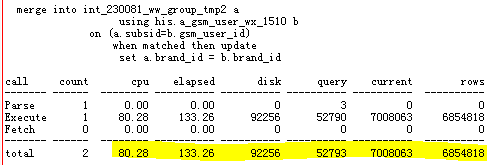 merge into int_230081_ww_group_tmp2 a
using his.a_gsm_user_wx_1510 b
on (a.subsid=b.gsm_user_id)
when matched then update
set a.brand_id = b.brand_id
call count cpu elapsed disk query current rows
------- ------ -------- ---------- ---------- ---------- ---------- ----------
Parse 1 0.00 0.00 0 3 0 0
Execute 1 80.28 133.26 92256 52790 7008063 6854818
Fetch 0 0.00 0.00 0 0 0 0
------- ------ -------- ---------- ---------- ---------- ---------- ----------
total 2 80.28 133.26 92256 52793 7008063 6854818